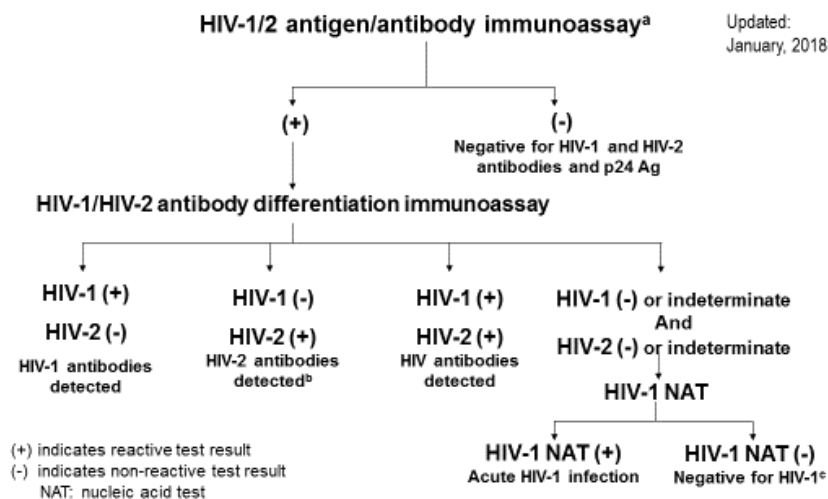 HIV-1/2 antigen/antibody immunoassayª
Updated:
January, 2018
(+)
(-)
Negative for HIV-1 and HIV-2
antibodies and p24 Ag
HIV-1/HIV-2 antibody differentiation immunoassay
HIV-1 (+)
HIV-2 (-)
HIV-1 antibodies
detected
HIV-1 (-)
HIV-2 (+)
HIV-2 antibodies
detectedᵇ
HIV-1 (+)
HIV-2 (+)
HIV antibodies
detected
HIV-1 (-) or indeterminate
And
HIV-2 (-) or indeterminate
HIV-1 NAT
HIV-1 NAT (+)
Acute HIV-1 infection
HIV-1 NAT (-)
Negative for HIV-1ᶜ
(+) indicates reactive test result
(-) indicates non-reactive test result
NAT: nucleic acid test